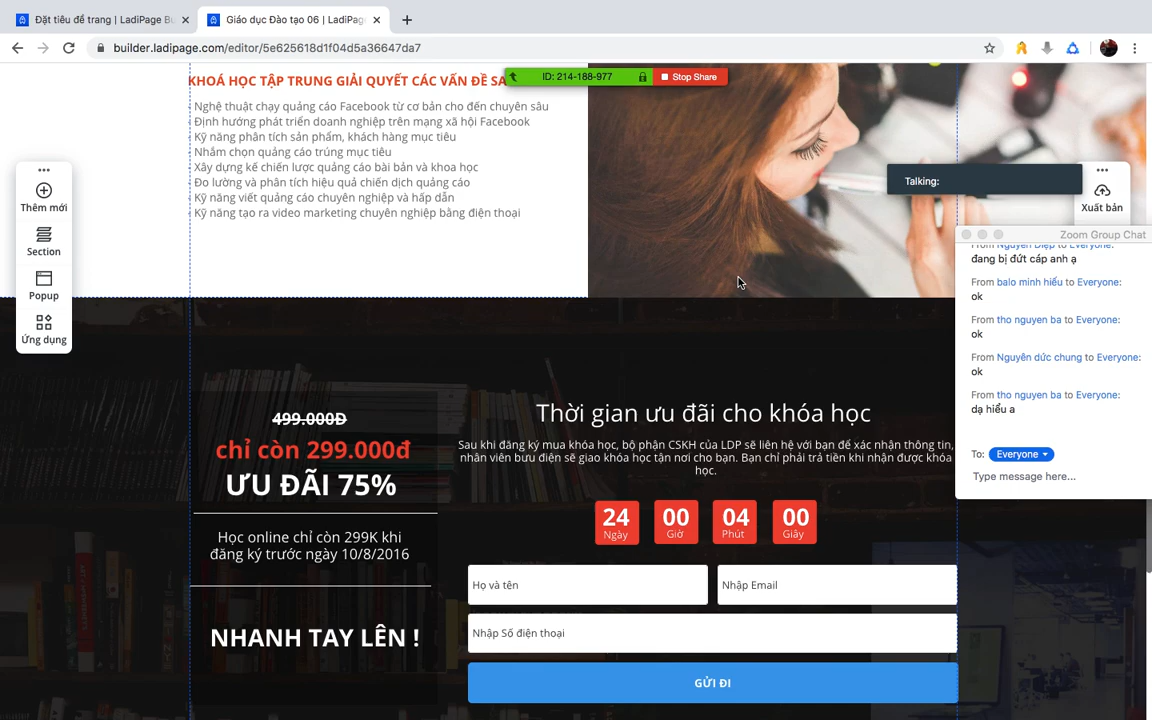 Đặt tiêu đề trang | LadiPage Bu
Giáo dục Đào tạo 06 | LadiPag
builder.ladipage.com/editor/5e625618d1f04d5a36647da7
ID: 214-188-977
Stop Share
KHOÁ HỌC TẬP TRUNG GIẢI QUYẾT CÁC VẤN ĐỀ SA
Nghệ thuật chạy quảng cáo Facebook từ cơ bản cho đến chuyên sâu
Định hướng phát triển doanh nghiệp trên mạng xã hội Facebook
Kỹ năng phân tích sản phẩm, khách hàng mục tiêu
Nhắm chọn quảng cáo trúng mục tiêu
Xây dựng kế chiến lược quảng cáo bài bản và khoa học
Đo lường và phân tích hiệu quả chiến dịch quảng cáo
Kỹ năng viết quảng cáo chuyên nghiệp và hấp dẫn
Kỹ năng tạo ra video marketing chuyên nghiệp bằng điện thoại
Thêm mới
Section
Popup
Ứng dụng
Talking:
Xuất bản
Zoom Group Chat
From Nguyen Diep to Everyone:
đang bị đứt cáp anh ạ
From balo minh hiếu to Everyone:
ok
From tho nguyen ba to Everyone:
ok
From Nguyên đức chung to Everyone:
ok
From tho nguyen ba to Everyone:
dạ hiểu a
To: Everyone
Type message here...
499.000Đ
chỉ còn 299.000đ
ƯU ĐÃI 75%
Học online chỉ còn 299K khi
đăng ký trước ngày 10/8/2016
NHANH TAY LÊN !
Thời gian ưu đãi cho khóa học
Sau khi đăng ký mua khóa học, bộ phận CSKH của LDP sẽ liên hệ với bạn để xác nhận thông tin,
nhân viên bưu điện sẽ giao khóa học tận nơi cho bạn. Bạn chỉ phải trả tiền khi nhận được khóa
học.
24 00 04 00
Ngày Giờ Phút Giây
Họ và tên
Nhập Email
Nhập Số điện thoại
GỬI ĐI